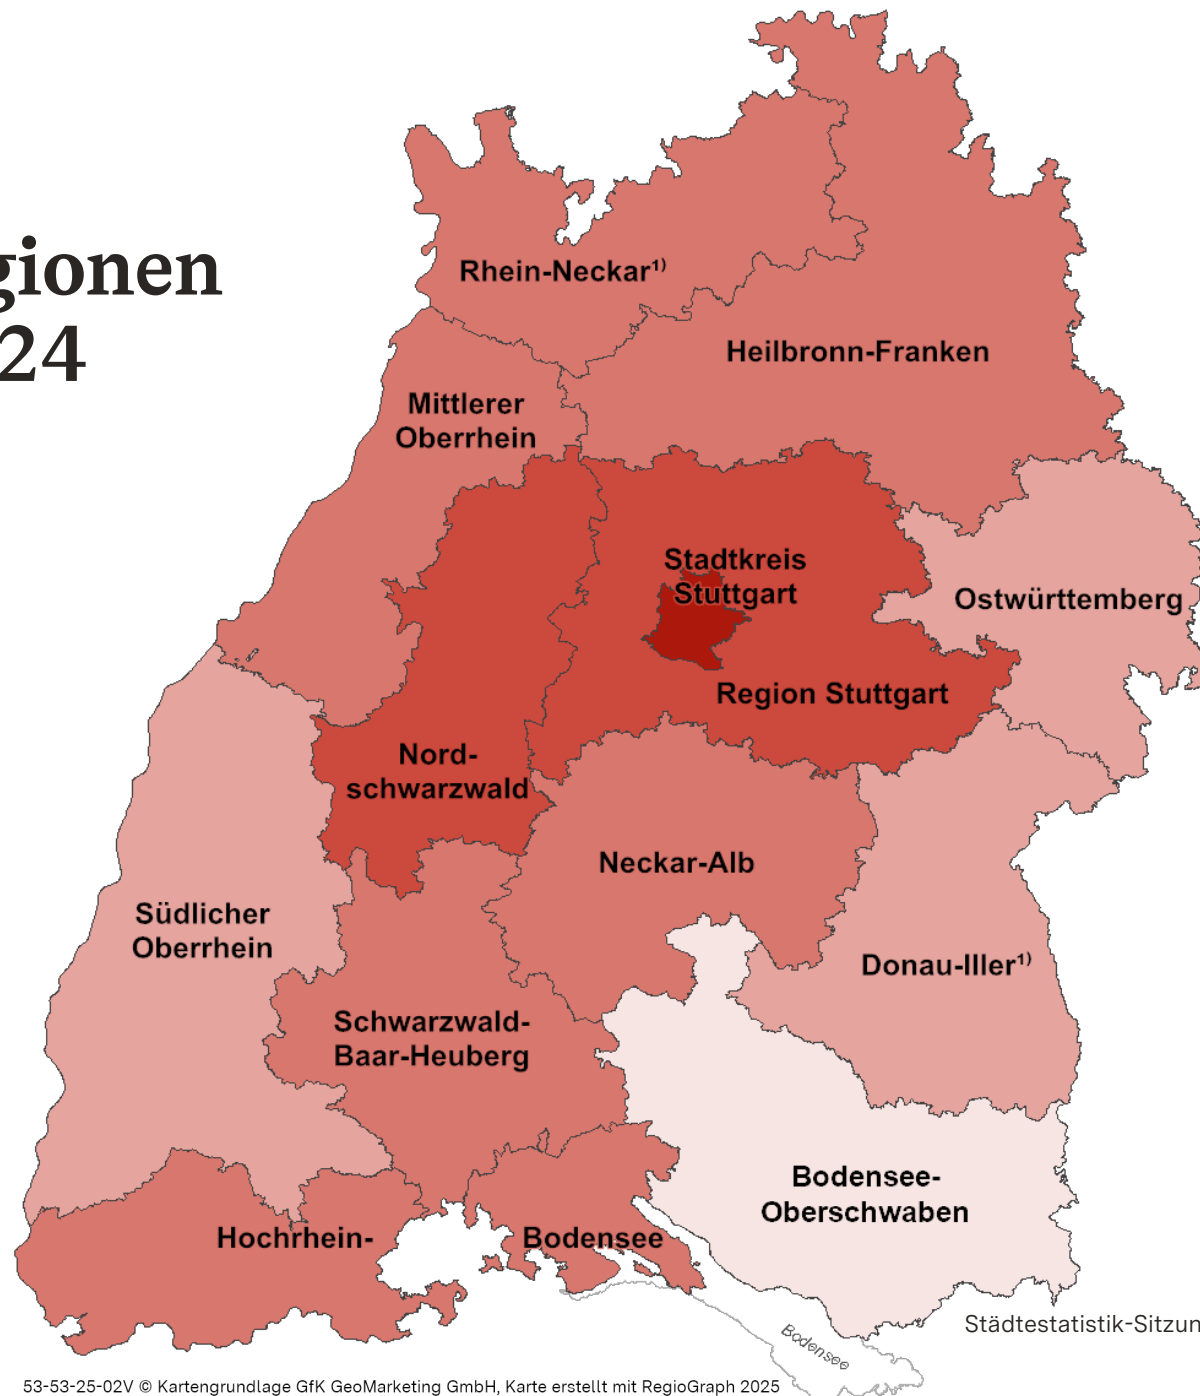 gionen
24
Rhein-Neckar¹⁾
Heilbronn-Franken
Mittlerer
Oberrhein
Stadtkreis
Stuttgart
Ostwürttemberg
Region Stuttgart
Nord-
schwarzwald
Neckar-Alb
Südlicher
Oberrhein
Donau-Iller¹⁾
Schwarzwald-
Baar-Heuberg
Bodensee-
Oberschwaben
Hochrhein- Bodensee
Städtestatistik-Sitzun
Bodensee
53-53-25-02V © Kartengrundlage GfK GeoMarketing GmbH, Karte erstellt mit RegioGraph 2025